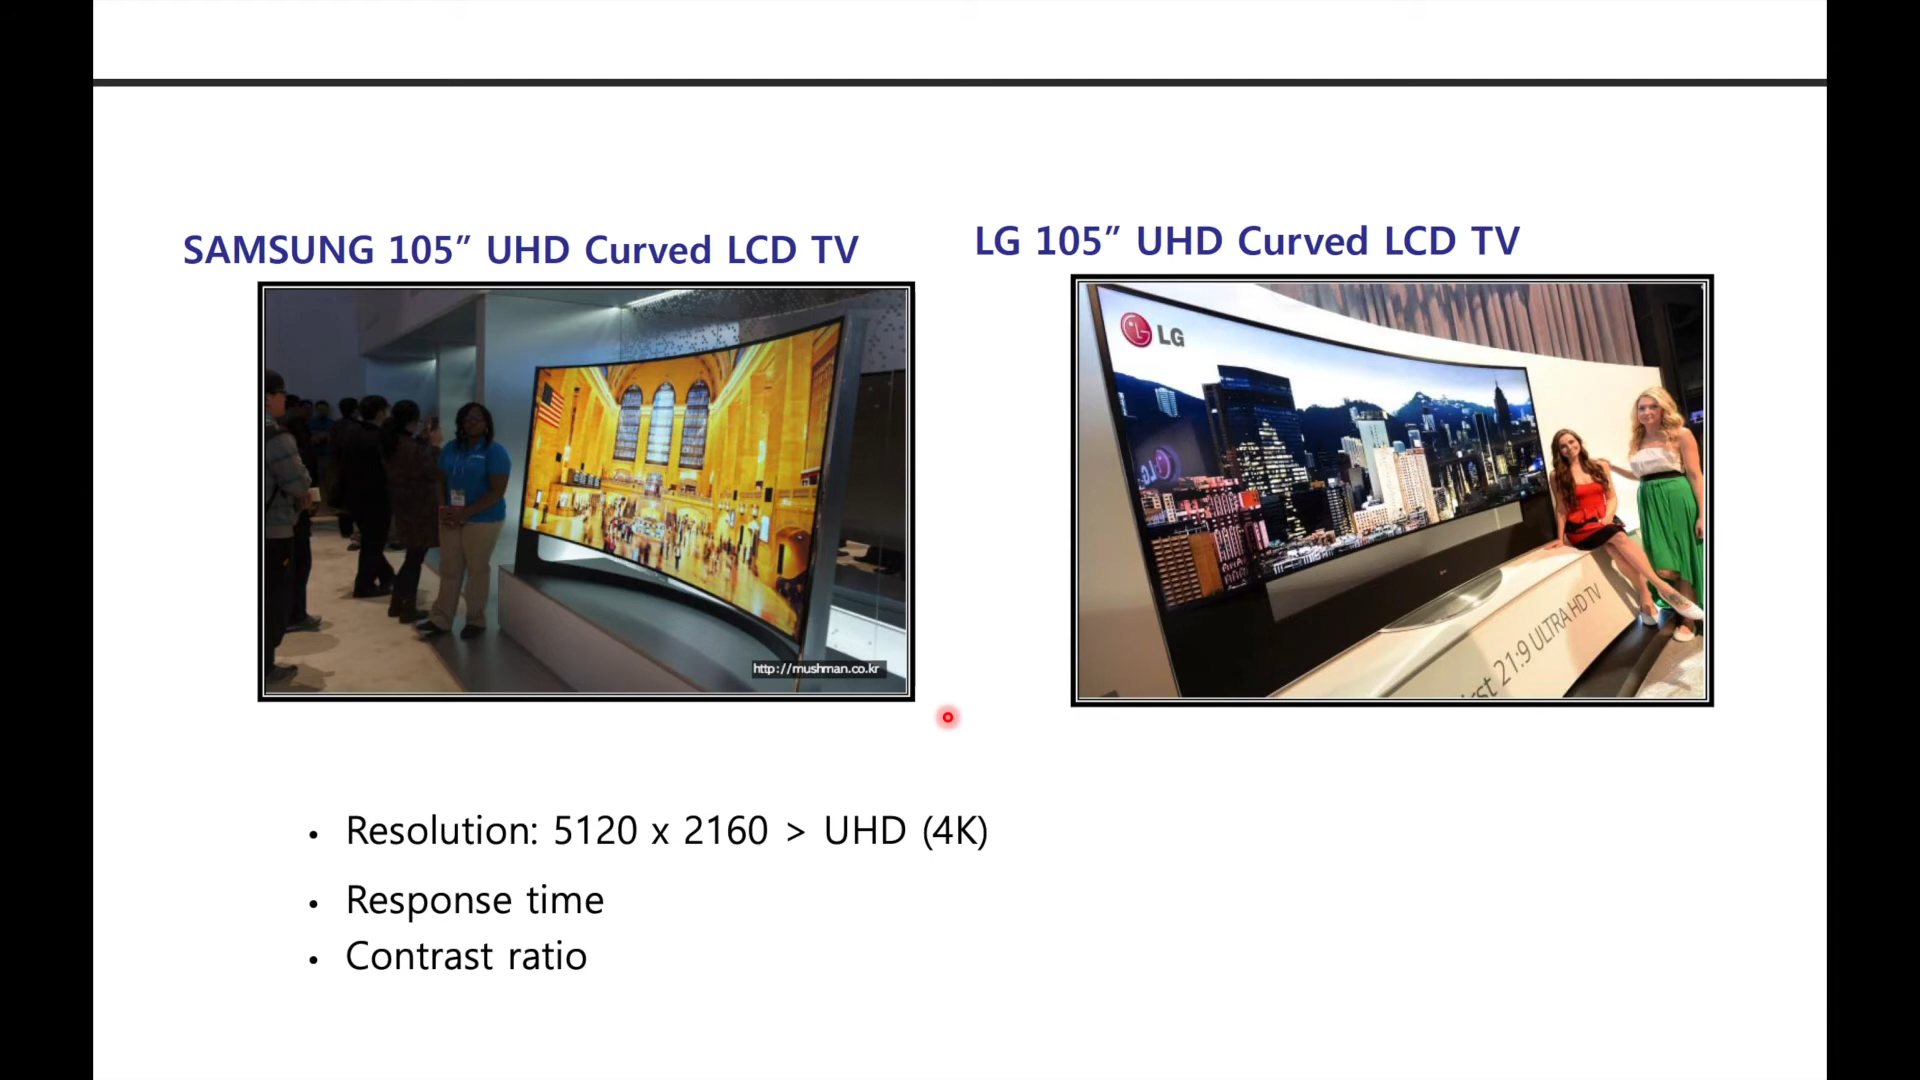 SAMSUNG 105” UHD Curved LCD TV
LG 105” UHD Curved LCD TV
http://mushman.co.kr
LG
21:9 ULTRA HD TV
• Resolution: 5120 x 2160 > UHD (4K)
• Response time
• Contrast ratio